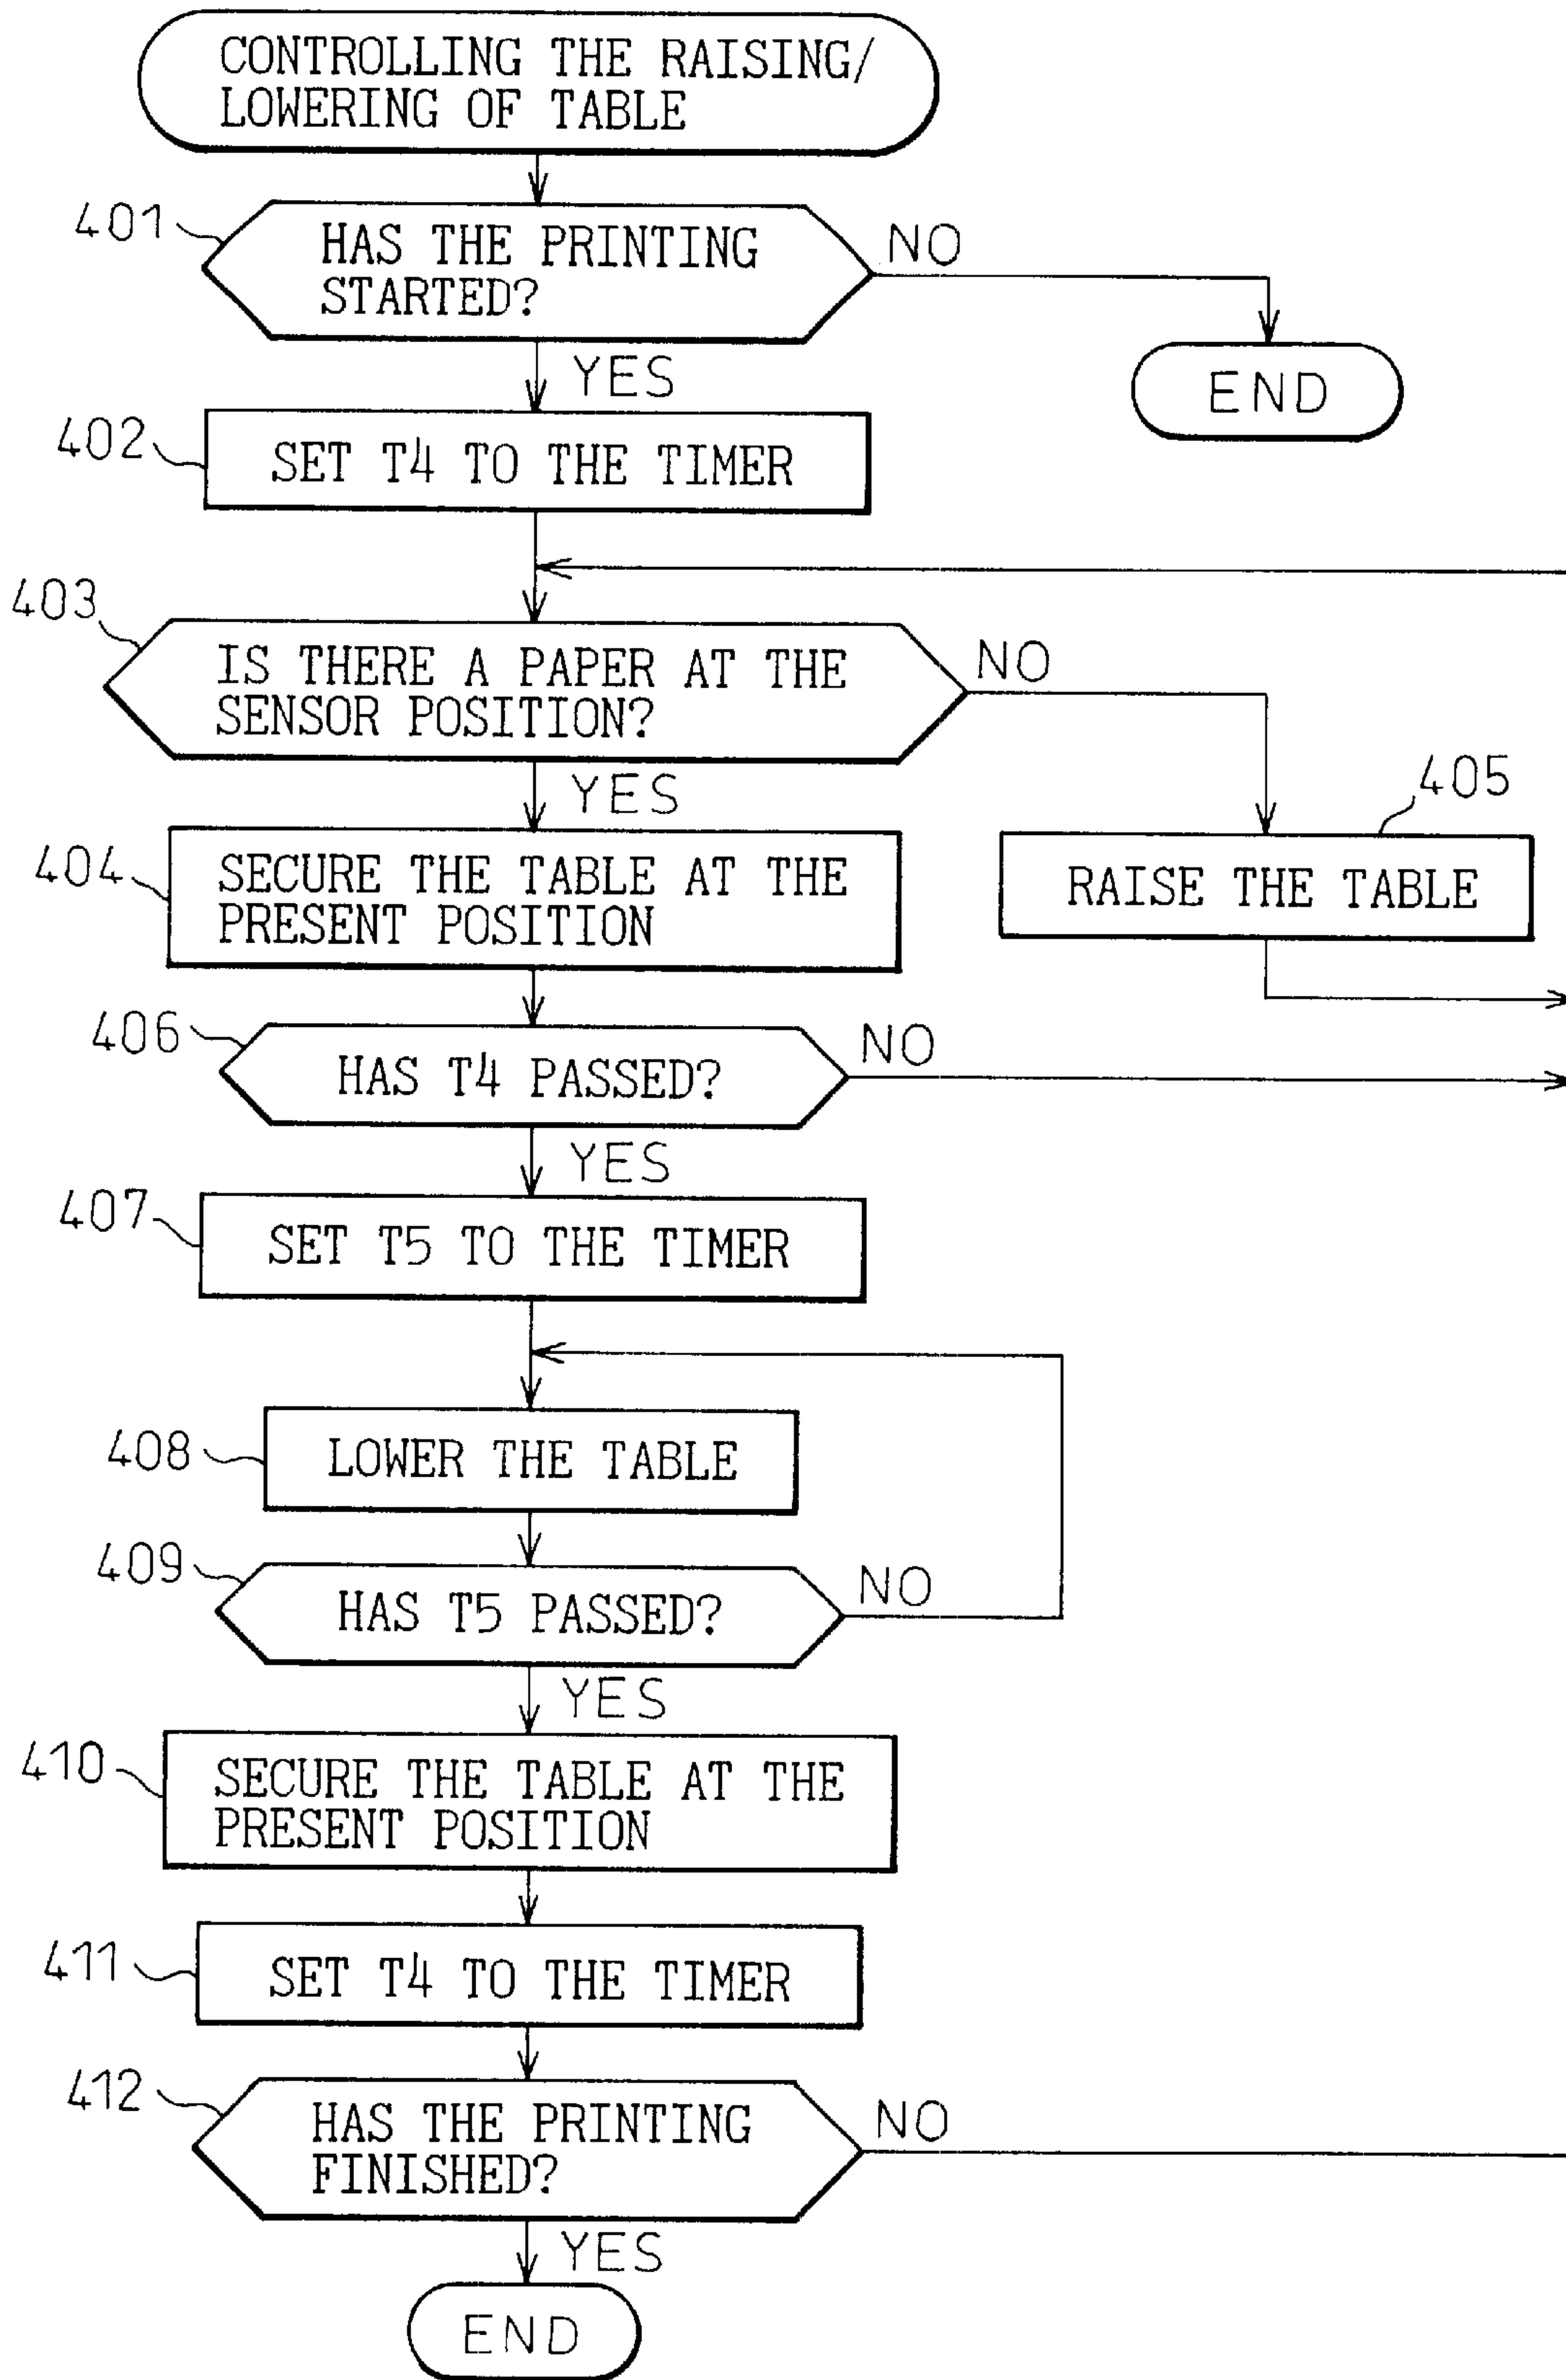 CONTROLLING THE RAISING/
LOWERING OF TABLE
401
HAS THE PRINTING
STARTED?
NO
END
YES
402
SET T4 TO THE TIMER
403
IS THERE A PAPER AT THE
SENSOR POSITION?
NO
YES
405
RAISE THE TABLE
404
SECURE THE TABLE AT THE
PRESENT POSITION
406
HAS T4 PASSED?
NO
YES
407
SET T5 TO THE TIMER
408
LOWER THE TABLE
409
HAS T5 PASSED?
NO
YES
410
SECURE THE TABLE AT THE
PRESENT POSITION
411
SET T4 TO THE TIMER
412
HAS THE PRINTING
FINISHED?
NO
YES
END